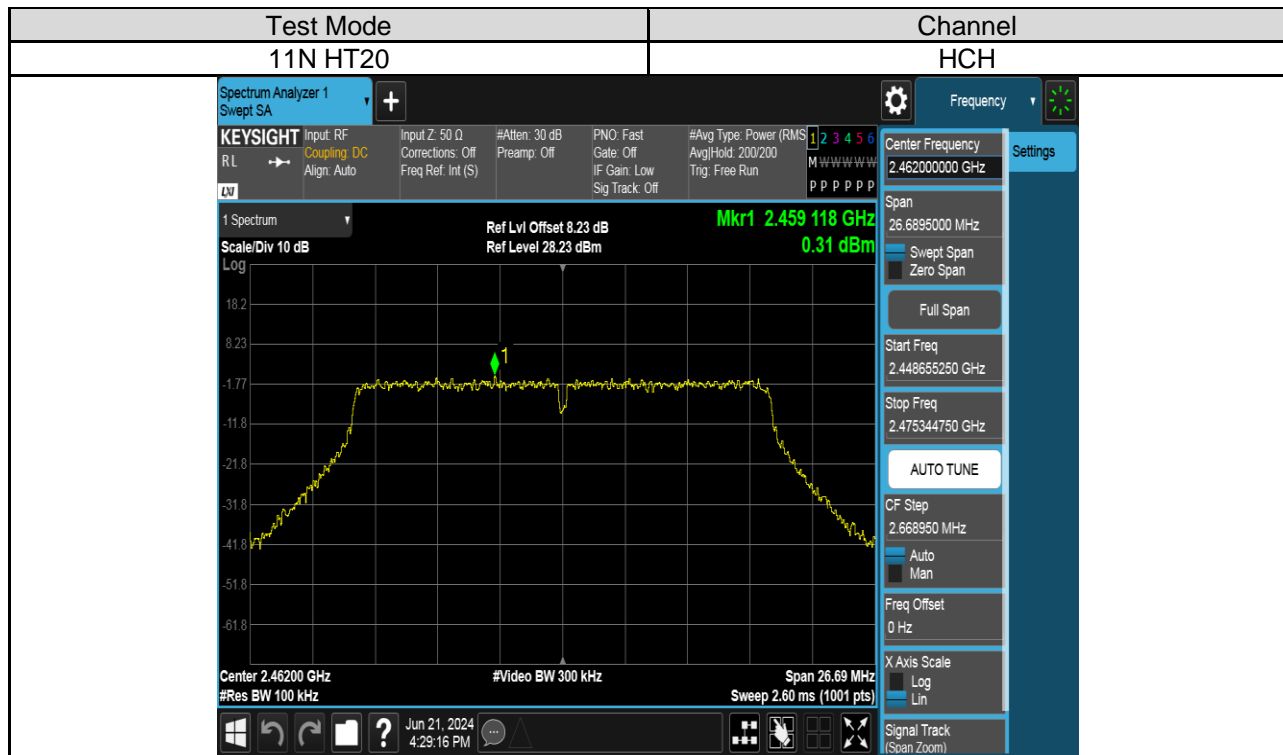 Test Mode Channel
11N HT20 HCH
Spectrum Analyzer 1
Swept SA
+
Frequency
KEYSIGHT
R L
LXI
Input: RF
Coupling: DC
Align: Auto
Input Z: 50 Ω
Corrections: Off
Freq Ref: Int (S)
#Atten: 30 dB
Preamp: Off
PNO: Fast
Gate: Off
IF Gain: Low
Sig Track: Off
#Avg Type: Power (RMS
Avg|Hold: 200/200
Trig: Free Run
1 2 3 4 5 6
M W W W W W
P P P P P P
1 Spectrum
Scale/Div 10 dB
Ref Lvl Offset 8.23 dB
Ref Level 28.23 dBm
Mkr1 2.459 118 GHz
0.31 dBm
Log
18.2
8.23
-1.77
-11.8
-21.8
-31.8
-41.8
-51.8
-61.8
1
Center 2.46200 GHz
#Res BW 100 kHz
#Video BW 300 kHz
Span 26.69 MHz
Sweep 2.60 ms (1001 pts)
?
Jun 21, 2024
4:29:16 PM
Center Frequency
2.462000000 GHz
Span
26.6895000 MHz
Swept Span
Zero Span
Full Span
Start Freq
2.448655250 GHz
Stop Freq
2.475344750 GHz
AUTO TUNE
CF Step
2.668950 MHz
Auto
Man
Freq Offset
0 Hz
X Axis Scale
Log
Lin
Signal Track
(Span Zoom)
Settings